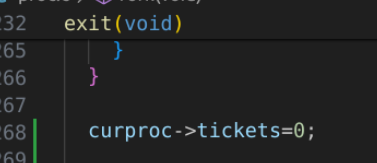 232 exit(void)
265 }
266 }
267
268 curproc->tickets=0;
269